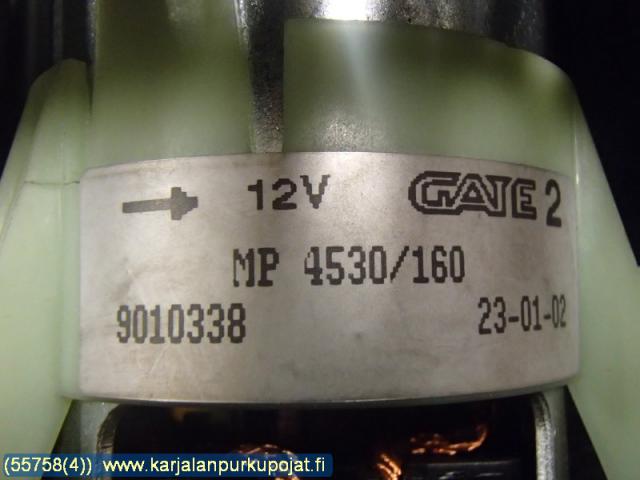 12V GATE 2
MP 4530/160
9010338 23-01-02
(55758(4)) www.karjalanpurkupojat.fi